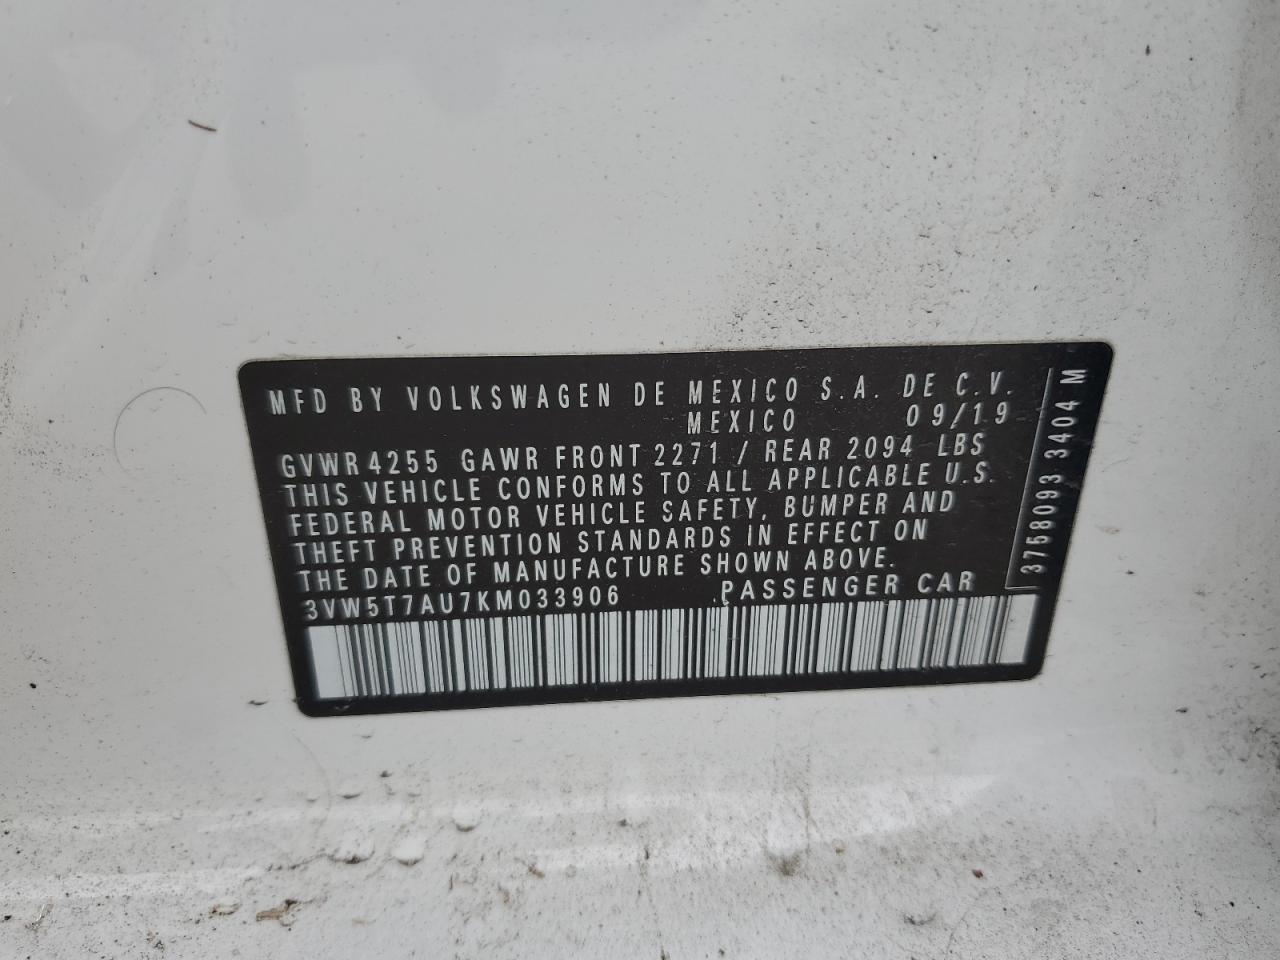 MFD BY VOLKSWAGEN DE MEXICO S.A. DE C.V.
MEXICO 09/19
GVWR 4255 GAWR FRONT 2271 / REAR 2094 LBS
THIS VEHICLE CONFORMS TO ALL APPLICABLE U.S.
FEDERAL MOTOR VEHICLE SAFETY, BUMPER AND
THEFT PREVENTION STANDARDS IN EFFECT ON
THE DATE OF MANUFACTURE SHOWN ABOVE.
3VW5T7AU7KM033906 PASSENGER CAR
3758093 3404 M